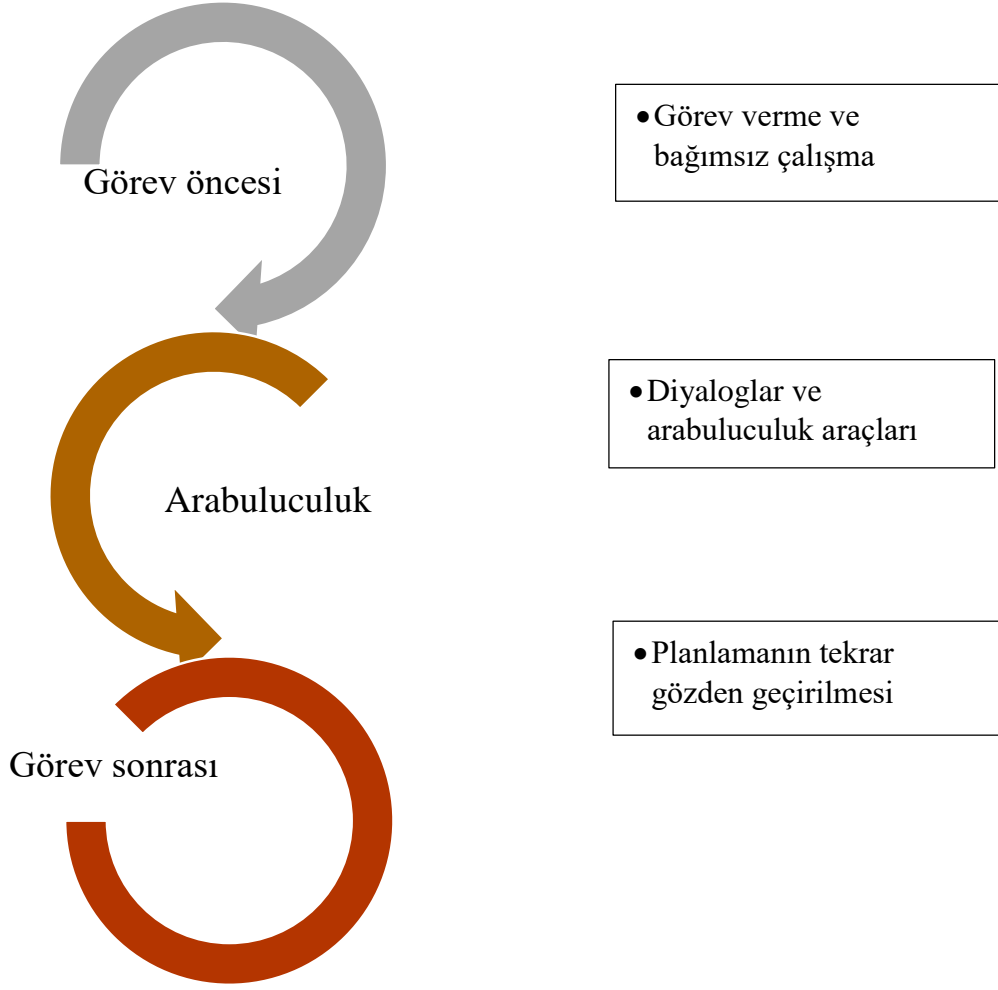 Görev öncesi
•Görev verme ve
bağımsız çalışma
Arabuluculuk
•Diyaloglar ve
arabuluculuk araçları
Görev sonrası
•Planlamanın tekrar
gözden geçirilmesi